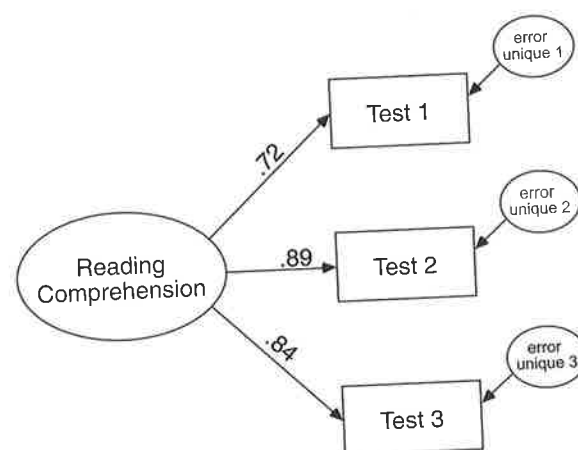 error
unique 1
Test 1
.72
error
unique 2
Reading
Comprehension
.89
Test 2
.84
error
unique 3
Test 3